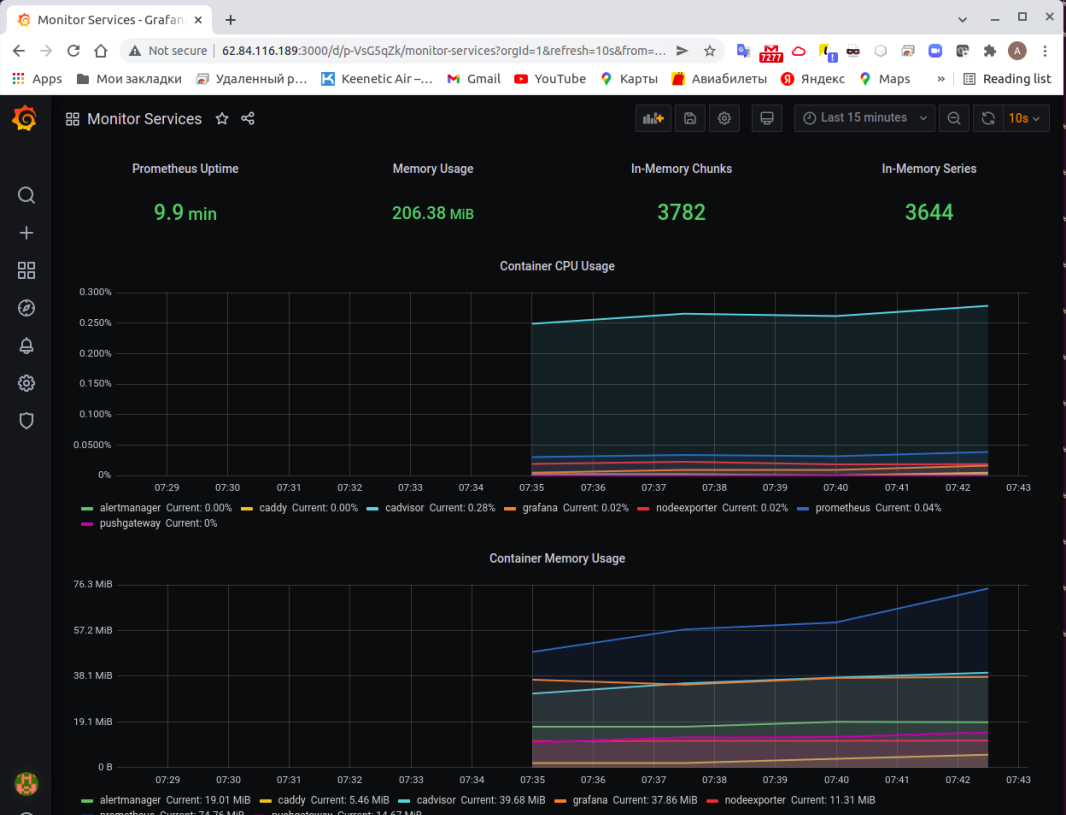 Monitor Services - Grafan
Not secure | 62.84.116.189:3000/d/p-VsG5qZk/monitor-services?orgId=1&refresh=10s&from=...
7277
A
Apps Мои закладки Удаленный р... Keenetic Air –... Gmail YouTube Карты Авиабилеты Яндекс Maps » Reading list
Monitor Services
Last 15 minutes
10s
Prometheus Uptime Memory Usage In-Memory Chunks In-Memory Series
9.9 min 206.38 MiB 3782 3644
Container CPU Usage
0.300%
0.250%
0.200%
0.150%
0.100%
0.0500%
0%
07:29 07:30 07:31 07:32 07:33 07:34 07:35 07:36 07:37 07:38 07:39 07:40 07:41 07:42 07:43
alertmanager Current: 0.00% caddy Current: 0.00% cadvisor Current: 0.28% grafana Current: 0.02% nodeexporter Current: 0.02% prometheus Current: 0.04%
pushgateway Current: 0%
Container Memory Usage
76.3 MiB
57.2 MiB
38.1 MiB
19.1 MiB
0 B
07:29 07:30 07:31 07:32 07:33 07:34 07:35 07:36 07:37 07:38 07:39 07:40 07:41 07:42 07:43
alertmanager Current: 19.01 MiB caddy Current: 5.46 MiB cadvisor Current: 39.68 MiB grafana Current: 37.86 MiB nodeexporter Current: 11.31 MiB
prometheus Current: 74.76 MiB pushgateway Current: 14.67 MiB